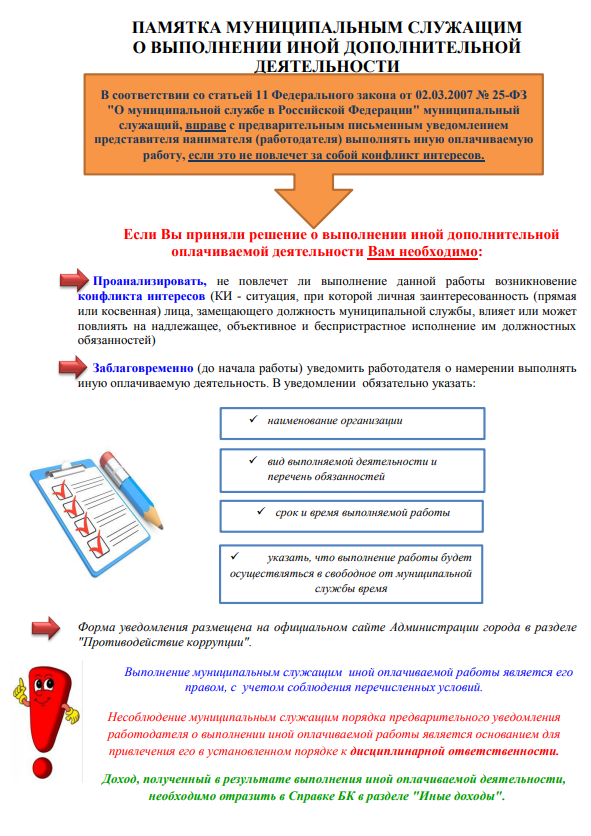 ПАМЯТКА МУНИЦИПАЛЬНЫМ СЛУЖАЩИМ
О ВЫПОЛНЕНИИ ИНОЙ ДОПОЛНИТЕЛЬНОЙ
ДЕЯТЕЛЬНОСТИ
В соответствии со статьей 11 Федерального закона от 02.03.2007 № 25-ФЗ
"О муниципальной службе в Российской Федерации" муниципальный
служащий, вправе с предварительным письменным уведомлением
представителя нанимателя (работодателя) выполнять иную оплачиваемую
работу, если это не повлечет за собой конфликт интересов.
Если Вы приняли решение о выполнении иной дополнительной
оплачиваемой деятельности Вам необходимо:
Проанализировать, не повлечет ли выполнение данной работы возникновение
конфликта интересов (КИ - ситуация, при которой личная заинтересованность (прямая
или косвенная) лица, замещающего должность муниципальной службы, влияет или может
повлиять на надлежащее, объективное и беспристрастное исполнение им должностных
обязанностей)
Заблаговременно (до начала работы) уведомить работодателя о намерении выполнять
иную оплачиваемую деятельность. В уведомлении обязательно указать:
✓ наименование организации
✓ вид выполняемой деятельности и
перечень обязанностей
✓ срок и время выполняемой работы
✓ указать, что выполнение работы будет
осуществляться в свободное от муниципальной
службы время
Форма уведомления размещена на официальном сайте Администрации города в разделе
"Противодействие коррупции".
Выполнение муниципальным служащим иной оплачиваемой работы является его
правом, с учетом соблюдения перечисленных условий.
Несоблюдение муниципальным служащим порядка предварительного уведомления
работодателя о выполнении иной оплачиваемой работы является основанием для
привлечения его в установленном порядке к дисциплинарной ответственности.
Доход, полученный в результате выполнения иной оплачиваемой деятельности,
необходимо отразить в Справке БК в разделе "Иные доходы".